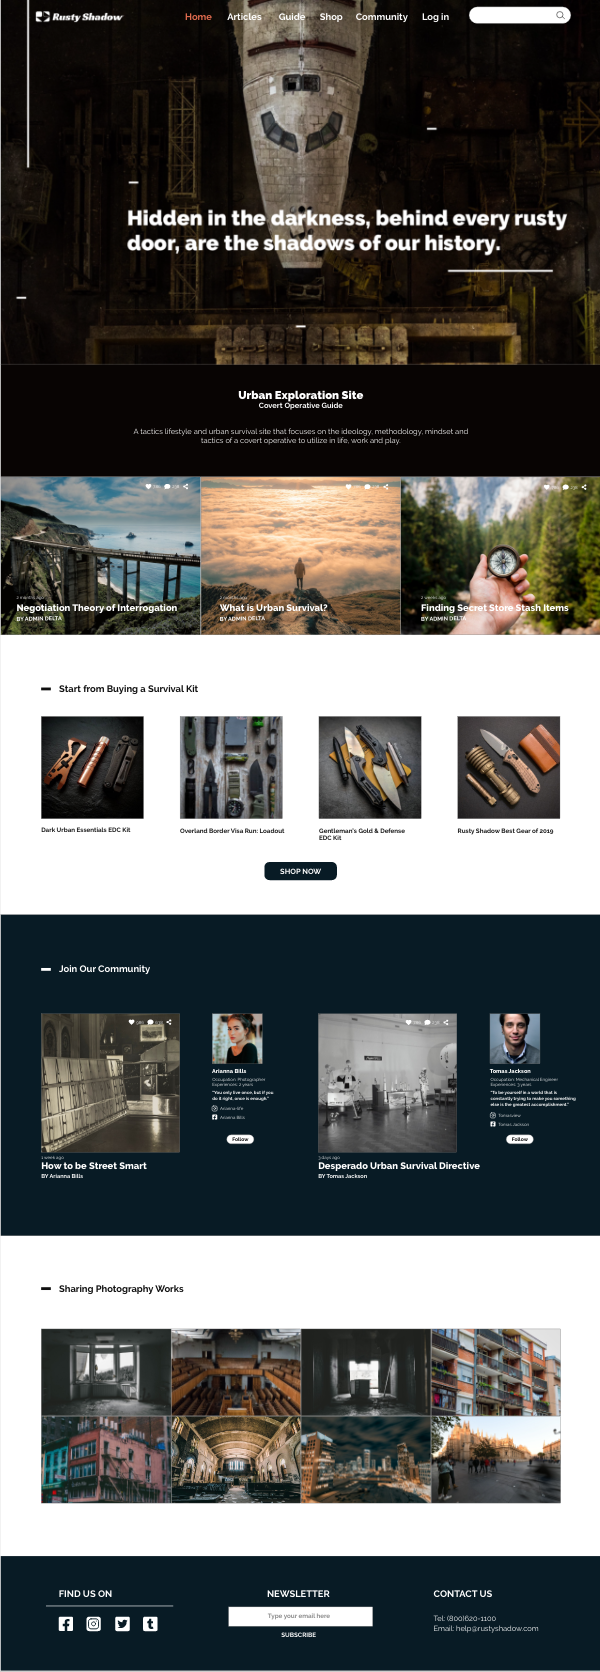 Rusty Shadow
Home Articles Guide Shop Community Log in
Hidden in the darkness, behind every rusty
door, are the shadows of our history.
Urban Exploration Site
Covert Operative Guide
A tactics lifestyle and urban survival site that focuses on the ideology, methodology, mindset and
tactics of a covert operative to utilize in life, work and play.
2 months ago
Negotiation Theory of Interrogation
BY ADMIN DELTA
2 months ago
What is Urban Survival?
BY ADMIN DELTA
2 weeks ago
Finding Secret Store Stash Items
BY ADMIN DELTA
Start from Buying a Survival Kit
Dark Urban Essentials EDC Kit
Overland Border Visa Run: Loadout
Gentleman's Gold & Defense
EDC Kit
Rusty Shadow Best Gear of 2019
SHOP NOW
Join Our Community
1 week ago
How to be Street Smart
BY Arianna Bills
Arianna Bills
Occupation: Photographer
Experiences: 2 years
"You only live once, but if you
do it right, once is enough."
Arianna-life
Arianna Bills
Follow
3 days ago
Desperado Urban Survival Directive
BY Tomas Jackson
Tomas Jackson
Occupation: Mechanical Enginer
Experiences: 3 years
"To be yourself in a world that is
constantly trying to make you something
else is the greatest accomplishment."
Tomasview
Tomas Jackson
Follow
Sharing Photography Works
FIND US ON
NEWSLETTER
Type your email here
SUBSCRIBE
CONTACT US
Tel: (800)620-1100
Email: help@rustyshadow.com